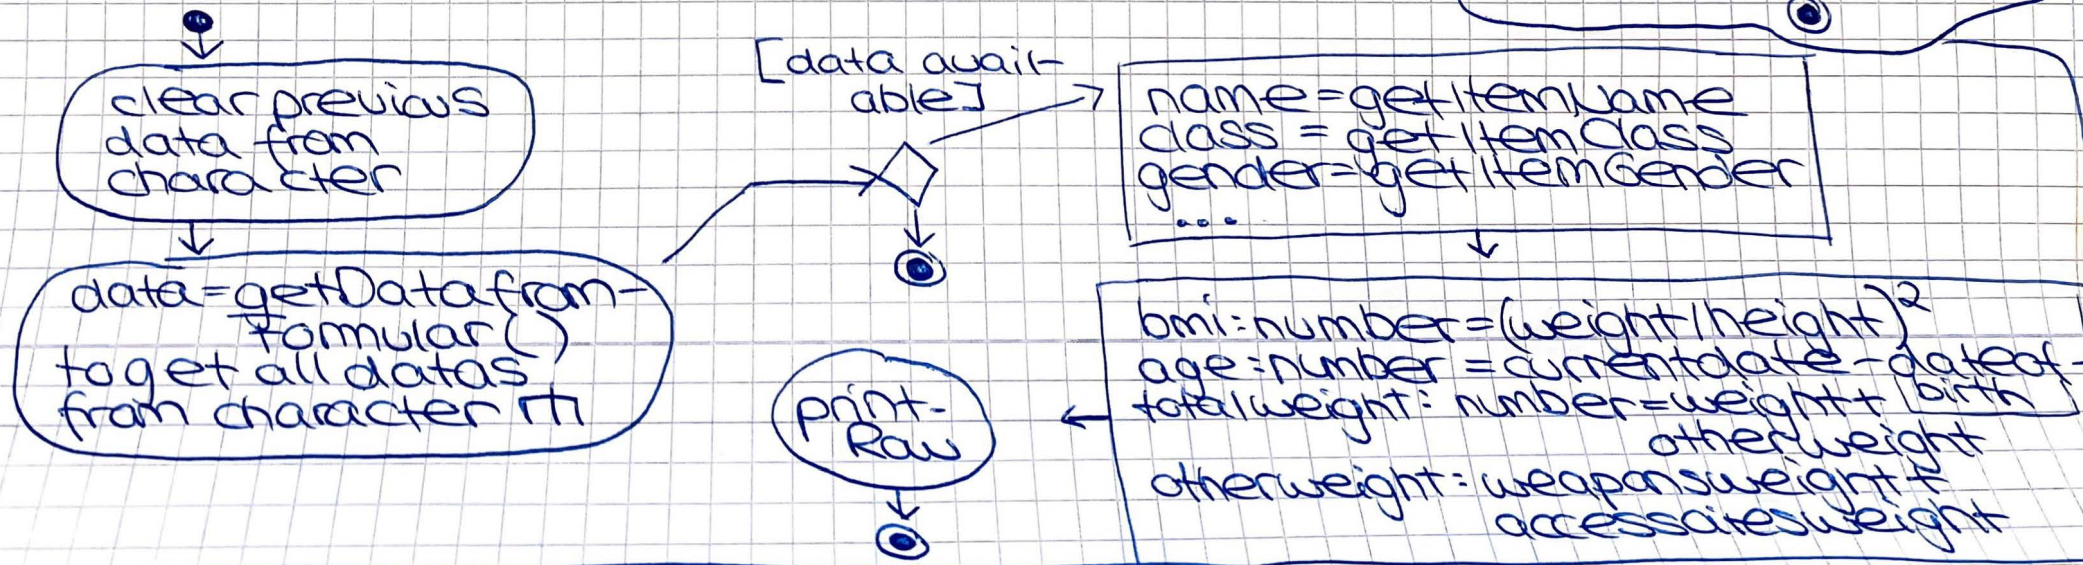 clear previous
data from
character
data=getDatafrom-
formular()
to get all datas
from character
[data avail-
able]
name=getItemName
class = getItemClass
gender=getItemGender
...
bmi:number=(weight/height)²
age:number = currentdate-dateof-
birth
totalweight: number=weight+
otherweight
otherweight: weaponsweight+
accessoiresweight
print-
Raw